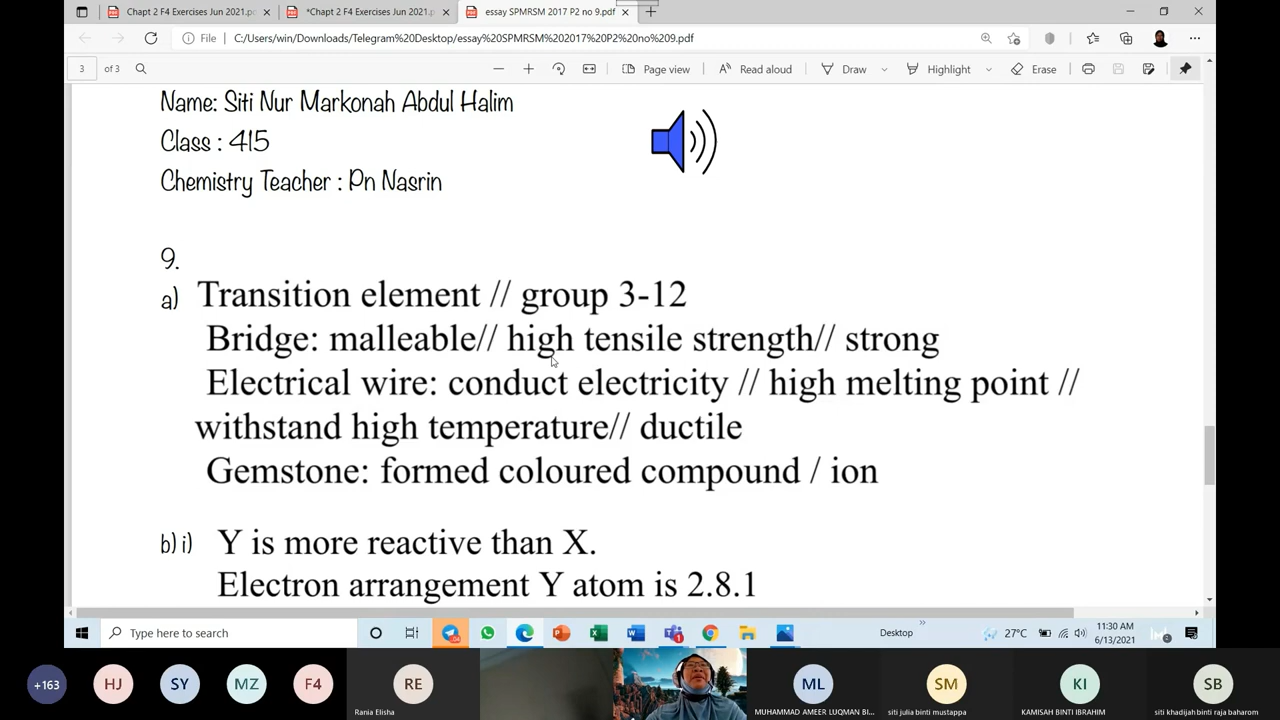 Chapt 2 F4 Exercises Jun 2021.p
*Chapt 2 F4 Exercises Jun 2021.
essay SPMRSM 2017 P2 no 9.pdf
File
C:/Users/win/Downloads/Telegram%20Desktop/essay%20SPMRSM%202017%20P2%20no%209.pdf
3 of 3
Page view
Read aloud
Draw
Highlight
Erase
Name: Siti Nur Markonah Abdul Halim
Class : 415
Chemistry Teacher : Pn Nasrin
9.
a) Transition element // group 3-12
Bridge: malleable// high tensile strength// strong
Electrical wire: conduct electricity // high melting point //
withstand high temperature// ductile
Gemstone: formed coloured compound / ion
b) i) Y is more reactive than X.
Electron arrangement Y atom is 2.8.1
Type here to search
Desktop
27°C
11:30 AM
6/13/2021
+163
HJ
SY
MZ
F4
RE
Rania Elisha
ML
MUHAMMAD AMEER LUQMAN BI...
SM
siti julia binti mustappa
KI
KAMISAH BINTI IBRAHIM
SB
siti khadijah binti raja baharom